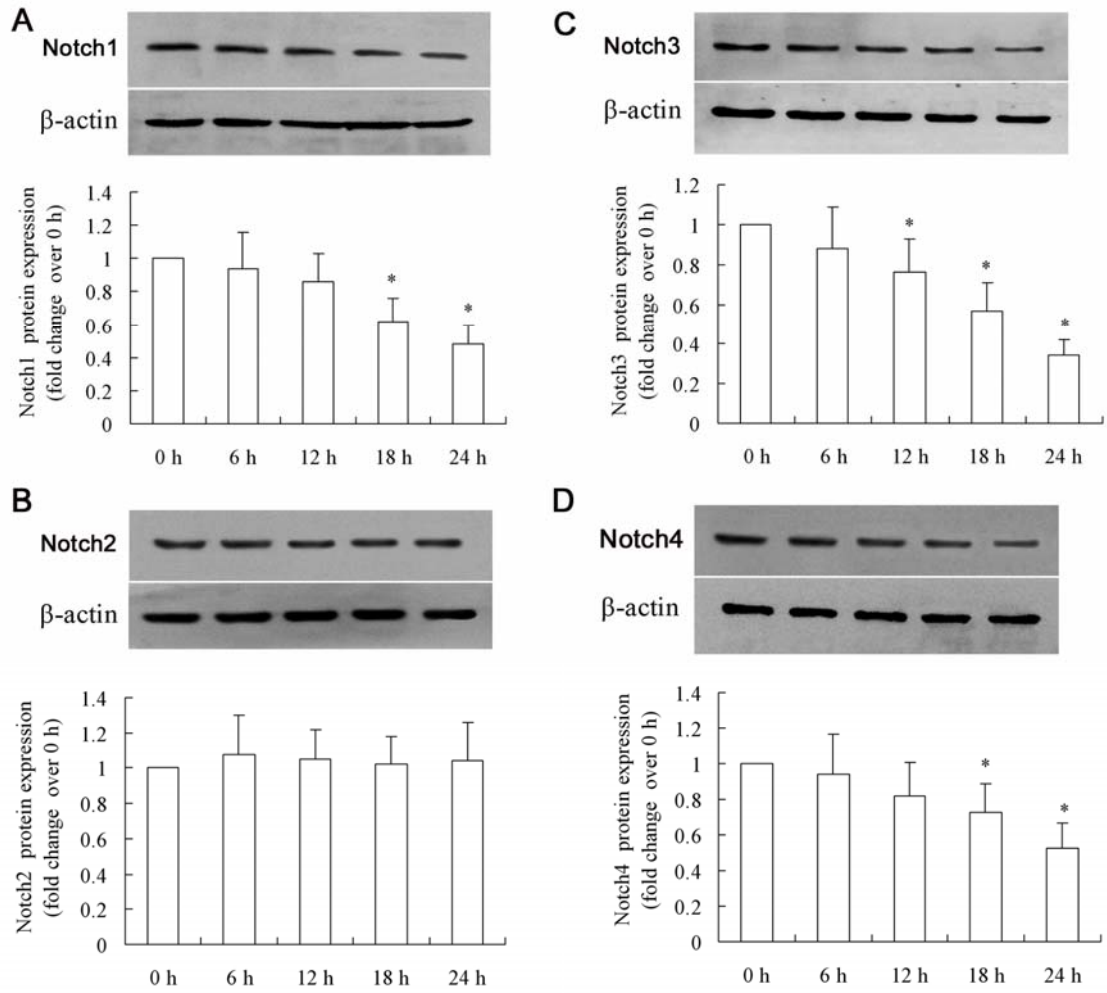 A
Notch1
β-actin
Notch1 protein expression
(fold change over 0 h)
1.4
1.2
1
0.8
0.6
0.4
0.2
0
*
*
0 h 6 h 12 h 18 h 24 h
B
Notch2
β-actin
Notch2 protein expression
(fold change over 0 h)
1.4
1.2
1
0.8
0.6
0.4
0.2
0
0 h 6 h 12 h 18 h 24 h
C
Notch3
β-actin
Notch3 protein expression
(fold change over 0 h)
1.2
1
0.8
0.6
0.4
0.2
0
*
*
*
0 h 6 h 12 h 18 h 24 h
D
Notch4
β-actin
Notch4 protein expression
(fold change over 0 h)
1.4
1.2
1
0.8
0.6
0.4
0.2
0
*
*
0 h 6 h 12 h 18 h 24 h